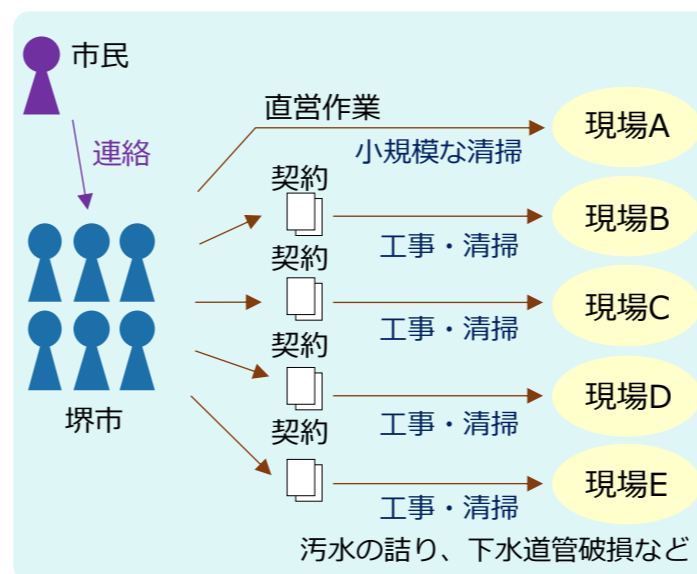 市民
連絡
堺市
直営作業
小規模な清掃
現場A
契約
工事・清掃
現場B
契約
工事・清掃
現場C
契約
工事・清掃
現場D
契約
工事・清掃
現場E
汚水の詰り、下水道管破損など